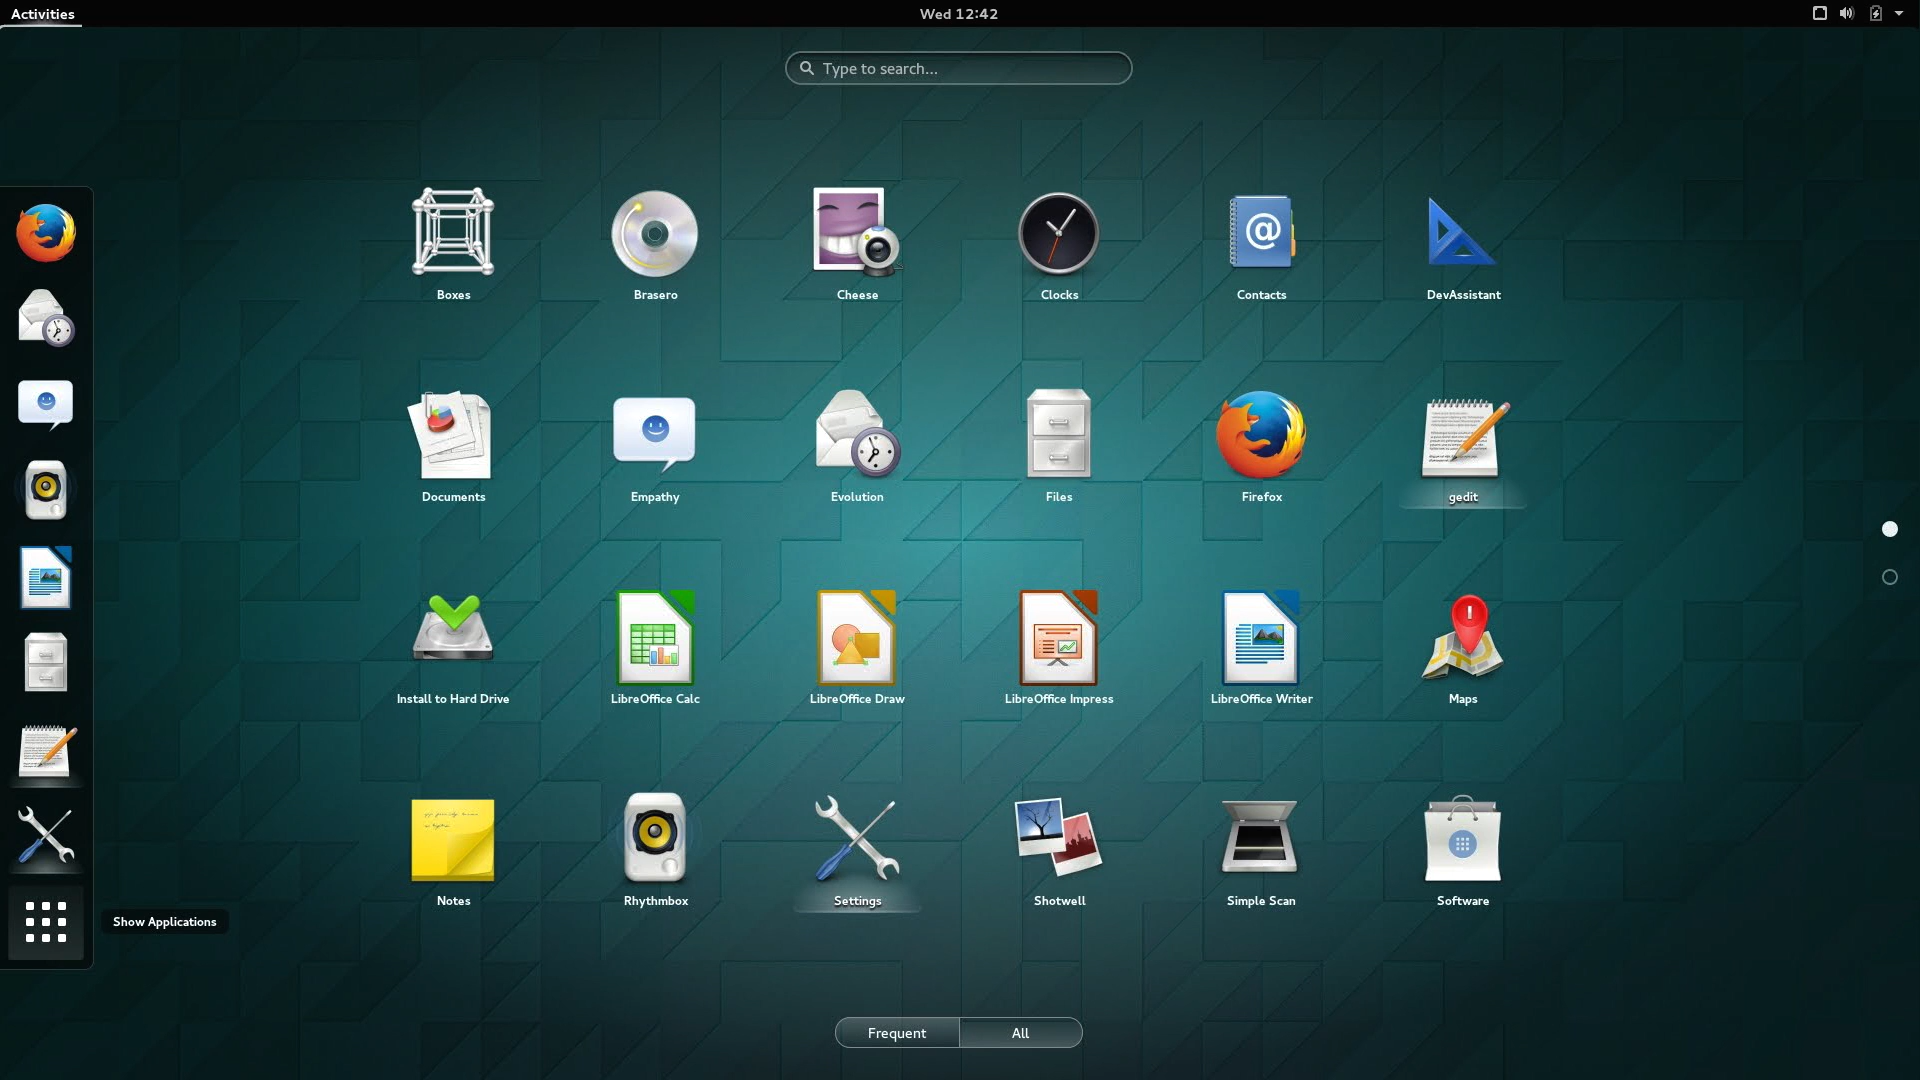 Activities
Wed 12:42
Type to search...
Boxes
Brasero
Cheese
Clocks
Contacts
DevAssistant
Documents
Empathy
Evolution
Files
Firefox
gedit
Install to Hard Drive
LibreOffice Calc
LibreOffice Draw
LibreOffice Impress
LibreOffice Writer
Maps
Notes
Rhythmbox
Settings
Shotwell
Simple Scan
Software
Show Applications
Frequent
All